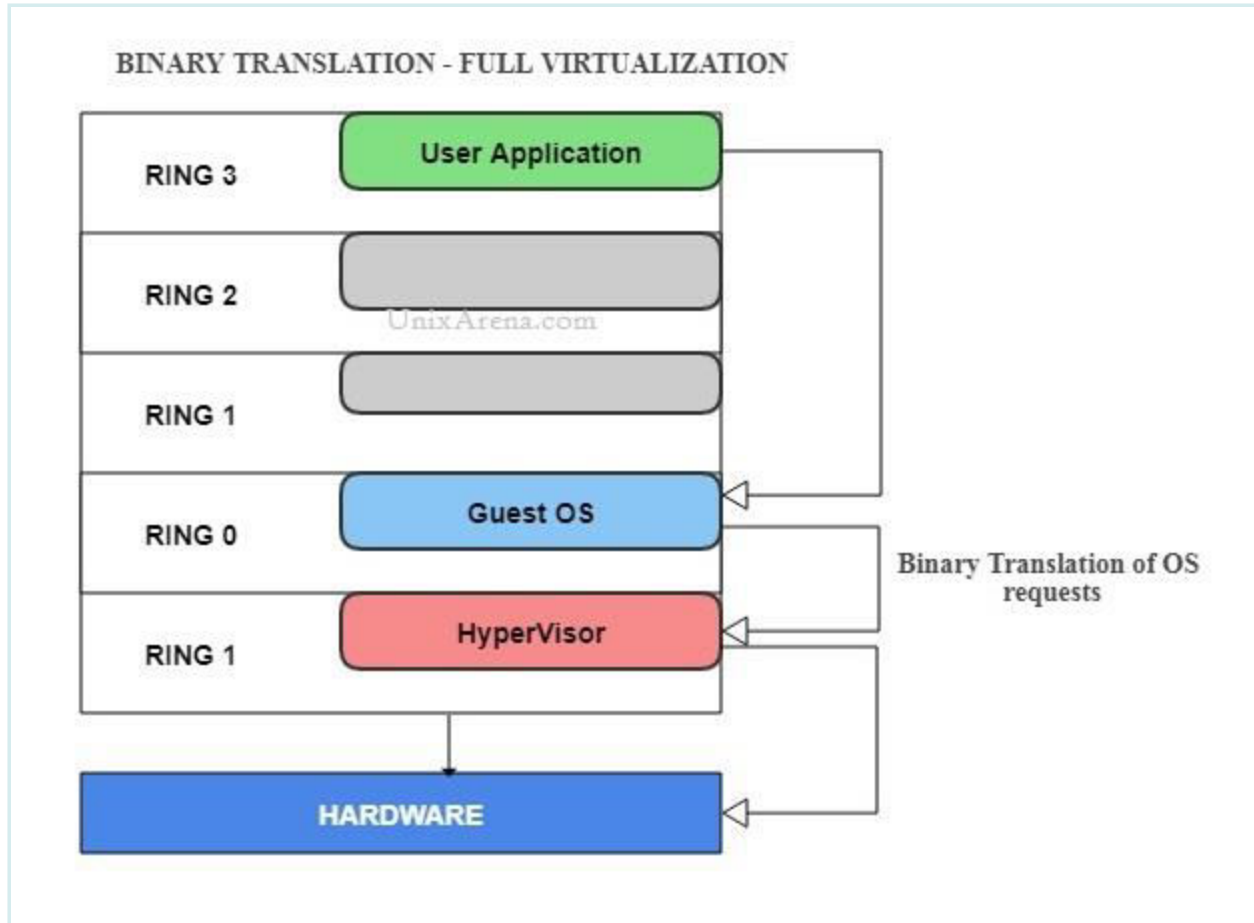 BINARY TRANSLATION - FULL VIRTUALIZATION
RING 3
User Application
RING 2
UnixArena.com
RING 1
RING 0
Guest OS
Binary Translation of OS
requests
RING 1
HyperVisor
HARDWARE